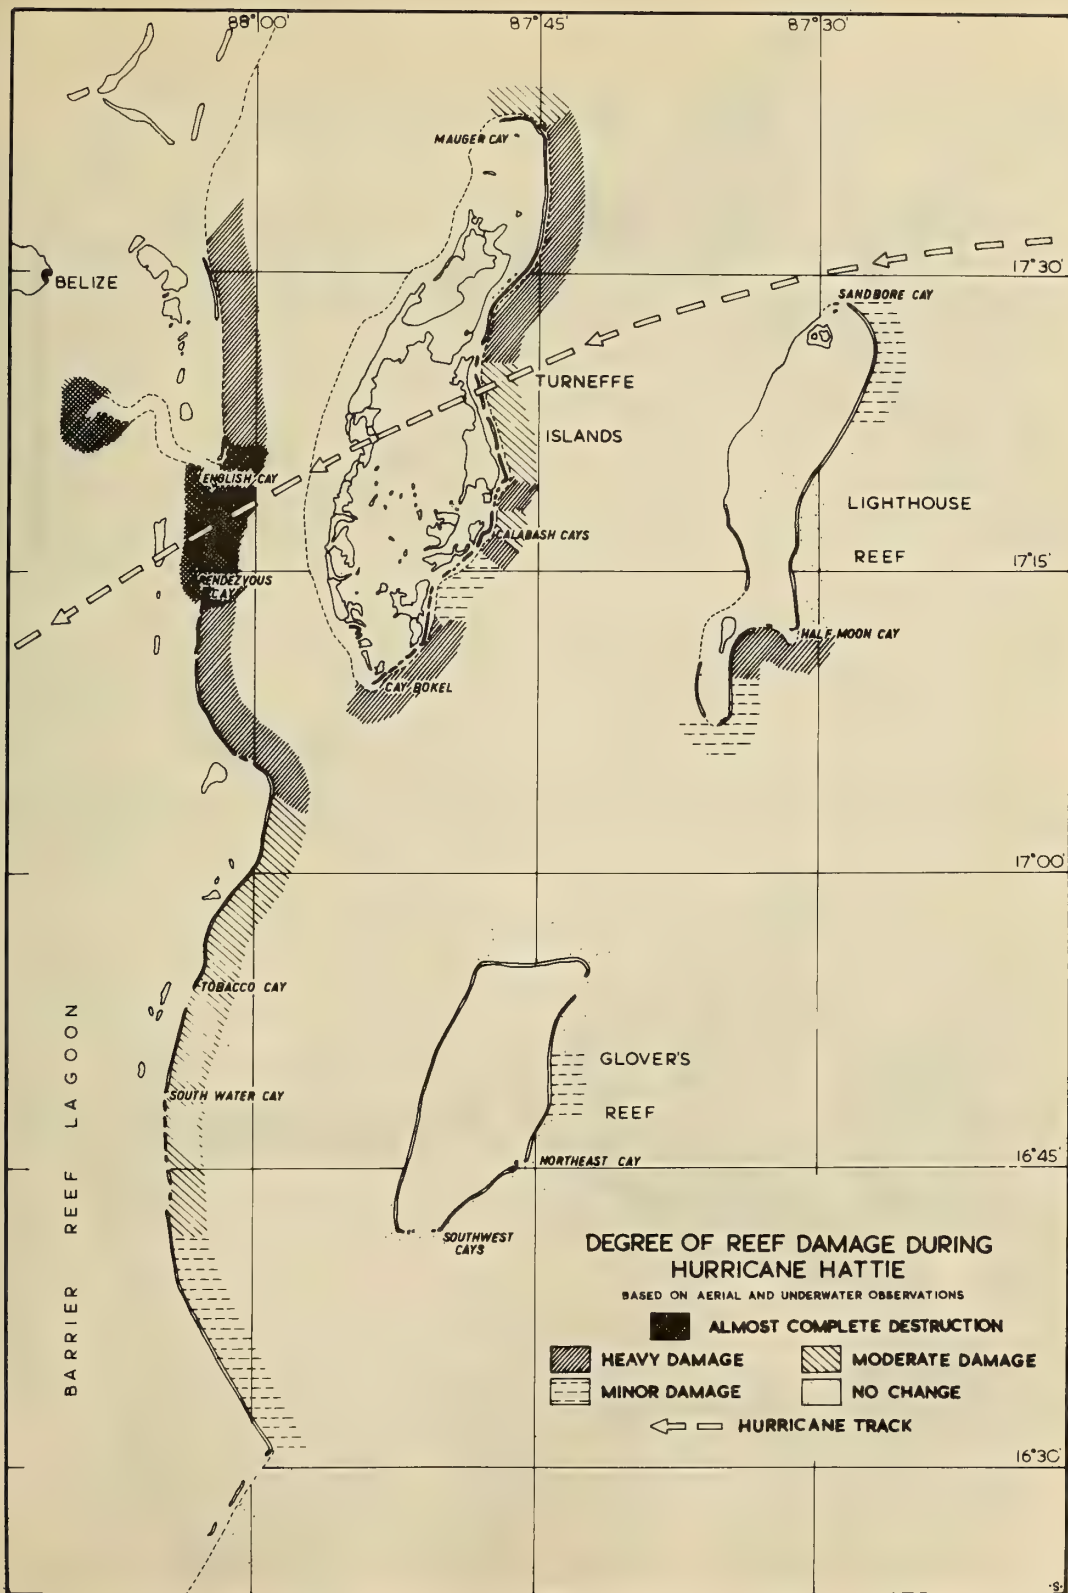 88°00'
87°45'
87°30'
MAUGER CAY
BELIZE
17°30'
SANDBORE CAY
TURNEFFE
ISLANDS
ENGLISH CAY
LIGHTHOUSE
CALABASH CAYS
REEF
17°15'
RENDEZVOUS
CAY
HALF MOON CAY
CAY BOKEL
17°00'
TOBACCO CAY
BARRIER REEF LAGOON
GLOVER'S
SOUTH WATER CAY
REEF
NORTHEAST CAY
16°45'
SOUTHWEST
CAYS
DEGREE OF REEF DAMAGE DURING
HURRICANE HATTIE
BASED ON AERIAL AND UNDERWATER OBSERVATIONS
ALMOST COMPLETE DESTRUCTION
HEAVY DAMAGE
MODERATE DAMAGE
MINOR DAMAGE
NO CHANGE
HURRICANE TRACK
16°30'
·S·